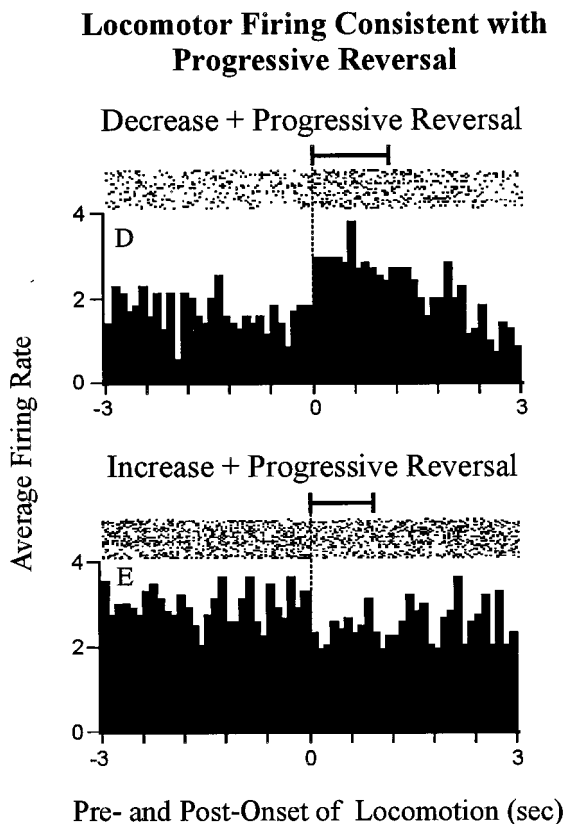 Locomotor Firing Consistent with
Progressive Reversal
Decrease + Progressive Reversal
4
D
2
0
-3 0 3
Average Firing Rate
Increase + Progressive Reversal
4
E
2
0
-3 0 3
Pre- and Post-Onset of Locomotion (sec)